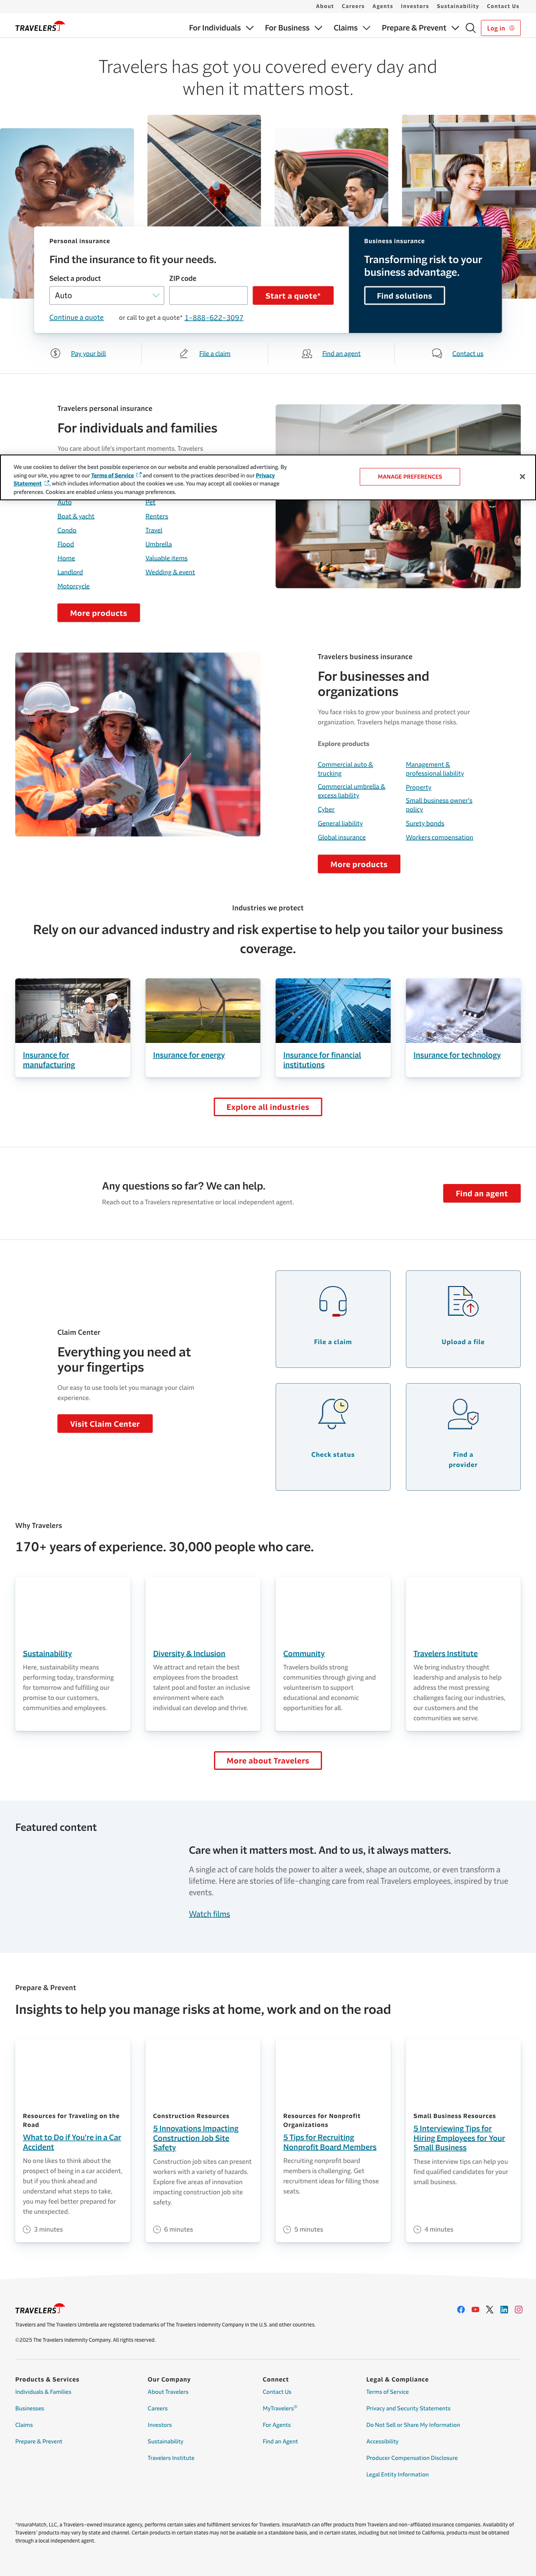 About Careers Agents Investors Sustainability Contact Us
TRAVELERS For Individuals For Business Claims Prepare & Prevent Log in
Travelers has got you covered every day and
when it matters most.
Personal insurance
Find the insurance to fit your needs.
Select a product ZIP code
Auto Start a quote*
Continue a quote or call to get a quote* 1-888-622-3097
Business insurance
Transforming risk to your
business advantage.
Find solutions
Pay your bill File a claim Find an agent Contact us
Travelers personal insurance
For individuals and families
You care about life's important moments. Travelers
We use cookies to deliver the best possible experience on our website and enable personalized advertising. By
using our site, you agree to our Terms of Service and consent to the practices described in our Privacy
Statement , which includes information about the cookies we use. You may accept all cookies or manage
preferences. Cookies are enabled unless you manage preferences.
MANAGE PREFERENCES
Auto Pet
Boat & yacht Renters
Condo Travel
Flood Umbrella
Home Valuable items
Landlord Wedding & event
Motorcycle
More products
Travelers business insurance
For businesses and
organizations
You face risks to grow your business and protect your
organization. Travelers helps manage those risks.
Explore products
Commercial auto &
trucking
Commercial umbrella &
excess liability
Cyber
General liability
Global insurance
Management &
professional liability
Property
Small business owner's
policy
Surety bonds
Workers compensation
More products
Industries we protect
Rely on our advanced industry and risk expertise to help you tailor your business
coverage.
Insurance for
manufacturing
Insurance for energy
Insurance for financial
institutions
Insurance for technology
Explore all industries
Any questions so far? We can help.
Reach out to a Travelers representative or local independent agent.
Find an agent
Claim Center
Everything you need at
your fingertips
Our easy to use tools let you manage your claim
experience.
Visit Claim Center
File a claim
Upload a file
Check status
Find a
provider
Why Travelers
170+ years of experience. 30,000 people who care.
Sustainability
Here, sustainability means
performing today, transforming
for tomorrow and fulfilling our
promise to our customers,
communities and employees.
Diversity & Inclusion
We attract and retain the best
employees from the broadest
talent pool and foster an inclusive
environment where each
individual can develop and thrive.
Community
Travelers builds strong
communities through giving and
volunteerism to support
educational and economic
opportunities for all.
Travelers Institute
We bring industry thought
leadership and analysis to help
address the most pressing
challenges facing our industries,
our customers and the
communities we serve.
More about Travelers
Featured content
Care when it matters most. And to us, it always matters.
A single act of care holds the power to alter a week, shape an outcome, or even transform a
lifetime. Here are stories of life-changing care from real Travelers employees, inspired by true
events.
Watch films
Prepare & Prevent
Insights to help you manage risks at home, work and on the road
Resources for Traveling on the
Road
What to Do if You're in a Car
Accident
No one likes to think about the
prospect of being in a car accident,
but if you think ahead and
understand what steps to take,
you may feel better prepared for
the unexpected.
3 minutes
Construction Resources
5 Innovations Impacting
Construction Job Site
Safety
Construction job sites can present
workers with a variety of hazards.
Explore five areas of innovation
impacting construction job site
safety.
6 minutes
Resources for Nonprofit
Organizations
5 Tips for Recruiting
Nonprofit Board Members
Recruiting nonprofit board
members is challenging. Get
recruitment ideas for filling those
seats.
5 minutes
Small Business Resources
5 Interviewing Tips for
Hiring Employees for Your
Small Business
These interview tips can help you
find qualified candidates for your
small business.
4 minutes
TRAVELERS
Travelers and The Travelers Umbrella are registered trademarks of The Travelers Indemnity Company in the U.S. and other countries.
©2025 The Travelers Indemnity Company. All rights reserved.
Products & Services
Individuals & Families
Businesses
Claims
Prepare & Prevent
Our Company
About Travelers
Careers
Investors
Sustainability
Travelers Institute
Connect
Contact Us
MyTravelers®
For Agents
Find an Agent
Legal & Compliance
Terms of Service
Privacy and Security Statements
Do Not Sell or Share My Information
Accessibility
Producer Compensation Disclosure
Legal Entity Information
*InsuraMatch, LLC, a Travelers-owned insurance agency, performs certain sales and fulfillment services for Travelers. InsuraMatch can offer products from Travelers and non-affiliated insurance companies. Availability of
Travelers' products may vary by state and channel. Certain products in certain states may not be available on a standalone basis, and in certain states, including but not limited to California, products must be obtained
through a local independent agent.